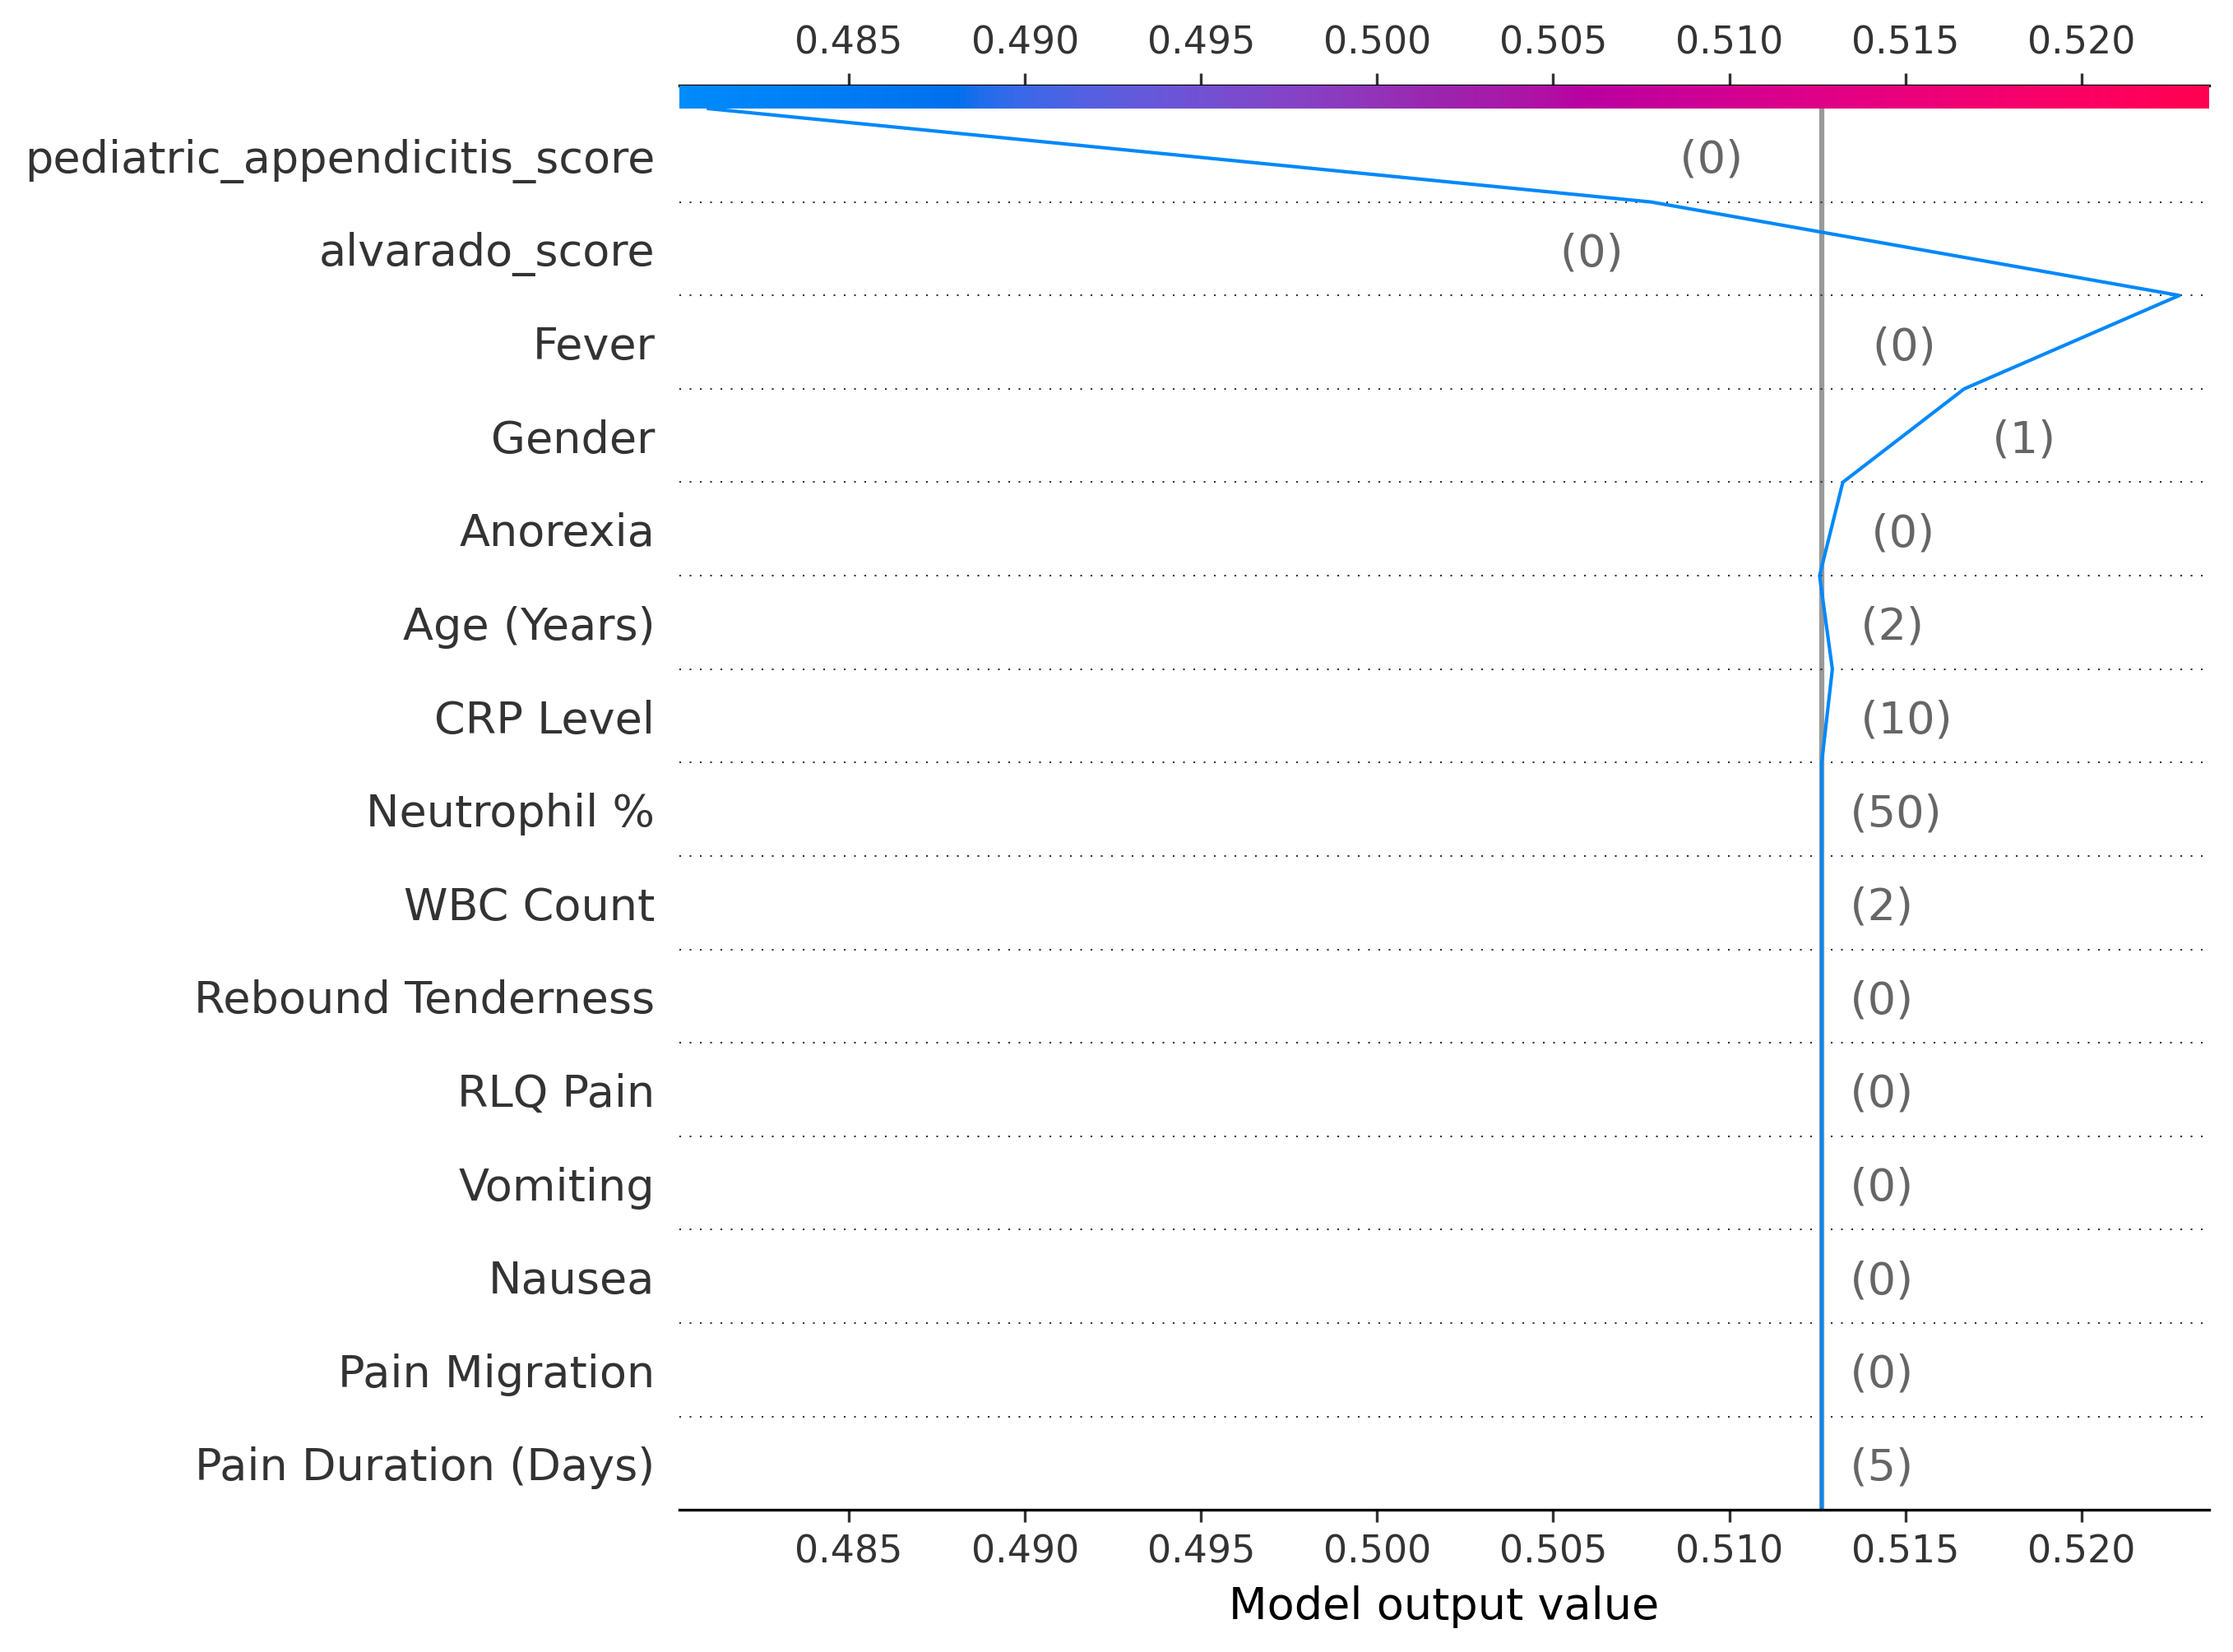 0.485 0.490 0.495 0.500 0.505 0.510 0.515 0.520
pediatric_appendicitis_score (0)
alvarado_score (0)
Fever (0)
Gender (1)
Anorexia (0)
Age (Years) (2)
CRP Level (10)
Neutrophil % (50)
WBC Count (2)
Rebound Tenderness (0)
RLQ Pain (0)
Vomiting (0)
Nausea (0)
Pain Migration (0)
Pain Duration (Days) (5)
0.485 0.490 0.495 0.500 0.505 0.510 0.515 0.520
Model output value